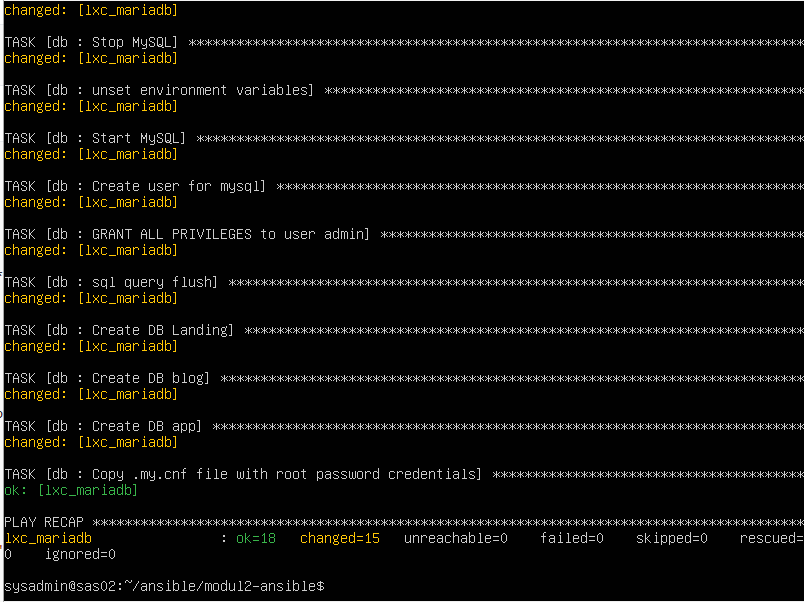 changed: [lxc_mariadb]
TASK [db : Stop MySQL] *****************************************************************************
changed: [lxc_mariadb]
TASK [db : unset environment variables] ************************************************************
changed: [lxc_mariadb]
TASK [db : Start MySQL] ****************************************************************************
changed: [lxc_mariadb]
TASK [db : Create user for mysql] ******************************************************************
changed: [lxc_mariadb]
TASK [db : GRANT ALL PRIVILEGES to user admin] *****************************************************
changed: [lxc_mariadb]
TASK [db : sql query flush] ************************************************************************
changed: [lxc_mariadb]
TASK [db : Create DB Landing] **********************************************************************
changed: [lxc_mariadb]
TASK [db : Create DB blog] *************************************************************************
changed: [lxc_mariadb]
TASK [db : Create DB app] **************************************************************************
changed: [lxc_mariadb]
TASK [db : Copy .my.cnf file with root password credentials] ***************************************
ok: [lxc_mariadb]
PLAY RECAP *****************************************************************************************
lxc_mariadb                : ok=18   changed=15   unreachable=0    failed=0    skipped=0    rescued=
0    ignored=0
sysadmin@sas02:~/ansible/modul2-ansible$